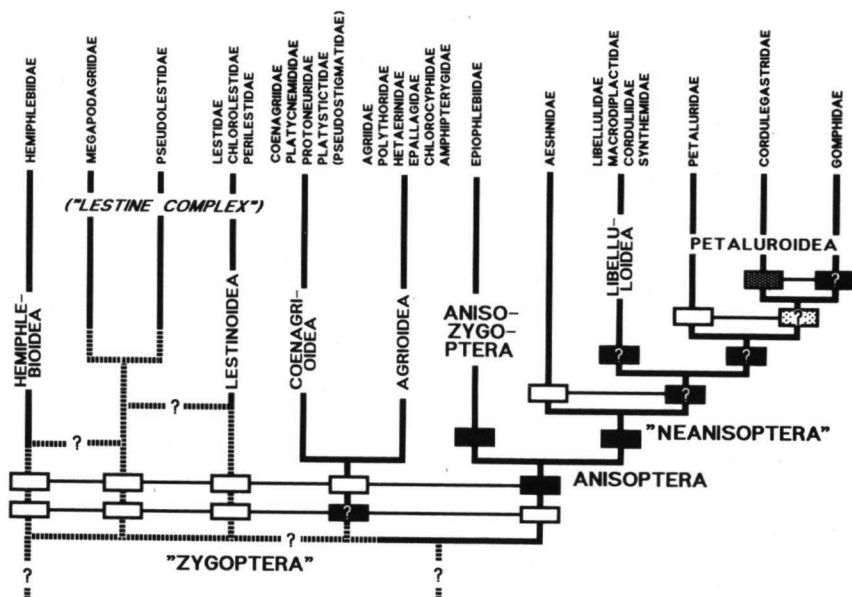 HEMIPHLEBIIDAE
MEGAPODAGRIIDAE
PSEUDOLESTIDAE
LESTIDAE
CHLOROLESTIDAE
PERILESTIDAE
COENAGRIIDAE
PLATYCNEMIDIDAE
PROTONEURIDAE
PLATYSTICTIDAE
(PSEUDOSTIGMATIDAE)
AGRIIDAE
POLYTHORIDAE
HETAERINIDAE
EPALLAGIDAE
CHLOROCYPHIDAE
AMPHIPTERYGIDAE
EPIOPHLEBIIDAE
AESHNIDAE
LIBELLULIDAE
MACRODIPLACTIDAE
CORDULIIDAE
SYNTHEMIDAE
PETALURIDAE
CORDULEGASTRIDAE
GOMPHIDAE
("LESTINE COMPLEX")
PETALUROIDEA
HEMIPHLE-
BIOIDEA
LESTINOIDEA
COENAGRI-
OIDEA
AGRIOIDEA
ANISO-
ZYGO-
PTERA
LIBELLU-
LOIDEA
?
?
?
?
?
?
?
"NEANISOPTERA"
ANISOPTERA
?
?
"ZYGOPTERA"
?
?